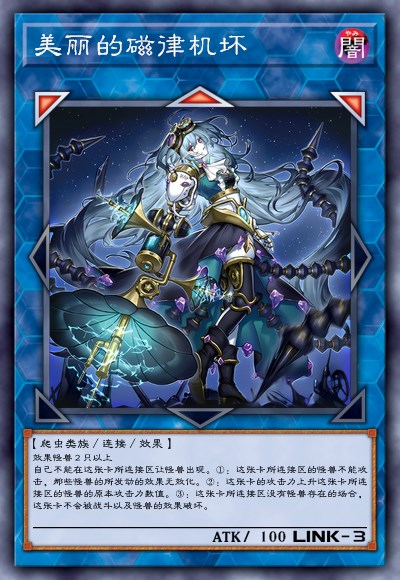 美丽的磁律机坏
やみ
闇
【爬虫类族／连接／效果】
效果怪兽２只以上
自己不能在这张卡所连接区让怪兽出现。①：这张卡所连接区的怪兽不能攻
击，那些怪兽的所发动的效果无效化。②：这张卡的攻击力上升这张卡所连
接区的怪兽的原本攻击力数值。③：这张卡所连接区没有怪兽存在的场合，
这张卡不会被战斗以及怪兽的效果破坏。
ATK/ 100 LINK-3